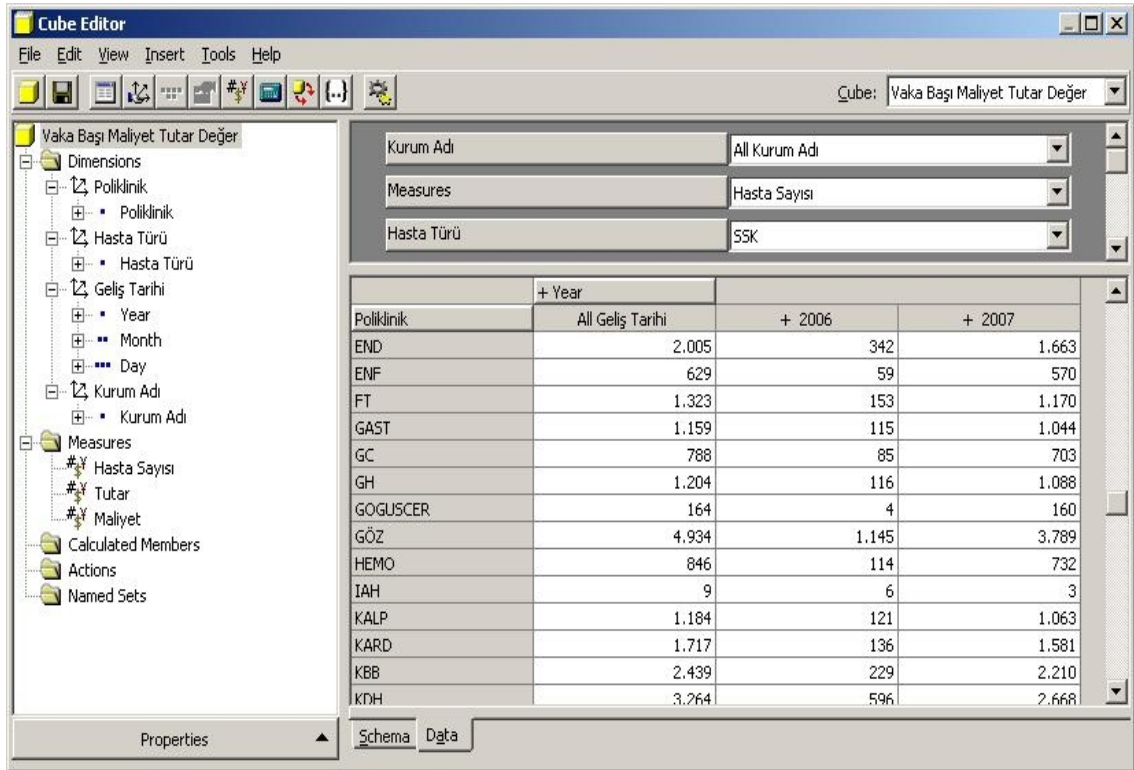 Cube Editor
File Edit View Insert Tools Help
Cube: Vaka Başı Maliyet Tutar Değer
Vaka Başı Maliyet Tutar Değer
Dimensions
Poliklinik
Poliklinik
Hasta Türü
Hasta Türü
Geliş Tarihi
Year
Month
Day
Kurum Adı
Kurum Adı
Measures
Hasta Sayısı
Tutar
Maliyet
Calculated Members
Actions
Named Sets
Properties
Kurum Adı All Kurum Adı
Measures Hasta Sayısı
Hasta Türü SSK
+ Year
Poliklinik All Geliş Tarihi + 2006 + 2007
END 2.005 342 1.663
ENF 629 59 570
FT 1.323 153 1.170
GAST 1.159 115 1.044
GC 788 85 703
GH 1.204 116 1.088
GOGUSCER 164 4 160
GÖZ 4.934 1.145 3.789
HEMO 846 114 732
IAH 9 6 3
KALP 1.184 121 1.063
KARD 1.717 136 1.581
KBB 2.439 229 2.210
KDH 3.264 596 2.668
Schema Data